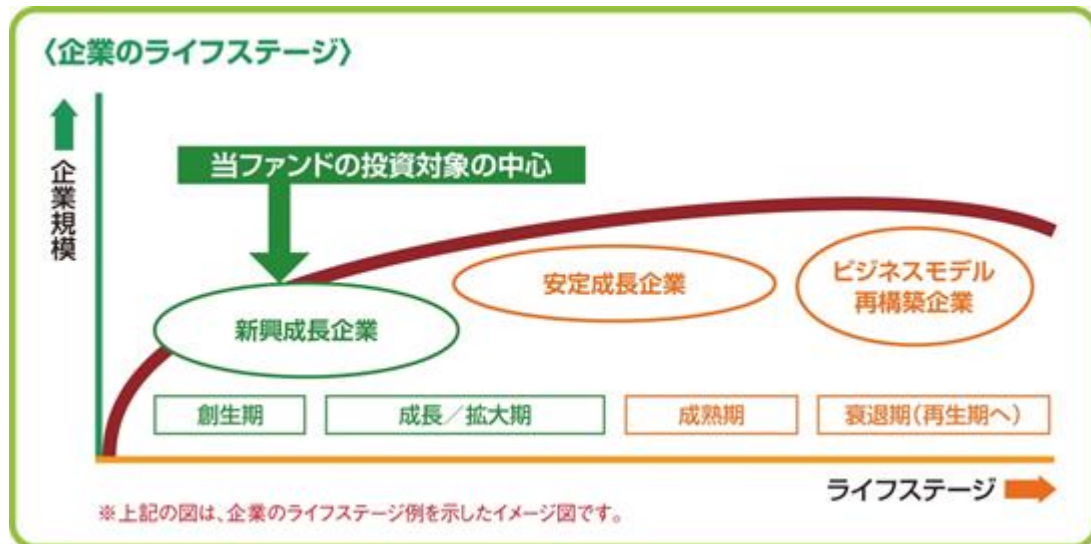 〈企業のライフステージ〉
企業規模
当ファンドの投資対象の中心
新興成長企業
安定成長企業
ビジネスモデル
再構築企業
創生期
成長／拡大期
成熟期
衰退期(再生期へ)
ライフステージ
※上記の図は、企業のライフステージ例を示したイメージ図です。